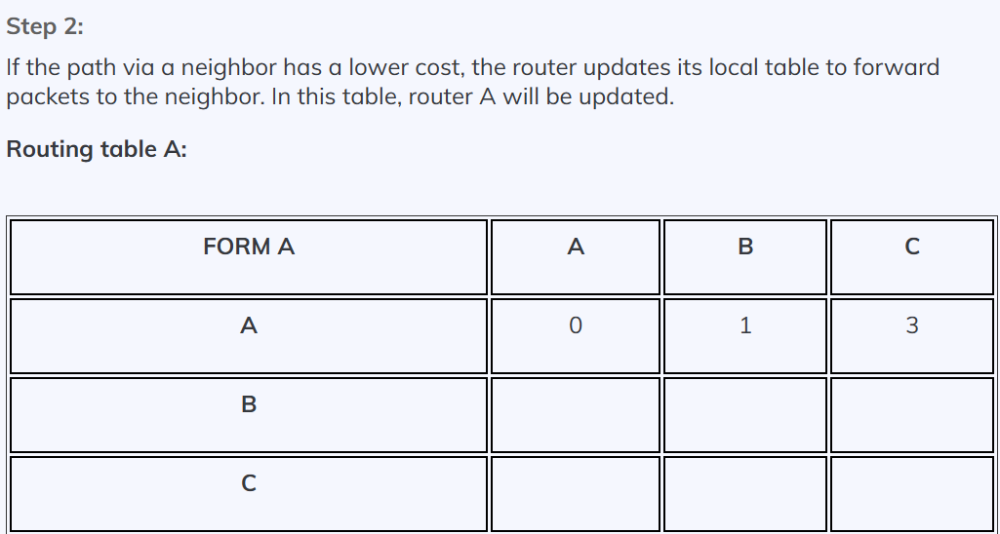 Step 2:
If the path via a neighbor has a lower cost, the router updates its local table to forward
packets to the neighbor. In this table, router A will be updated.
Routing table A:
FORM A A B C
A 0 1 3
B
C